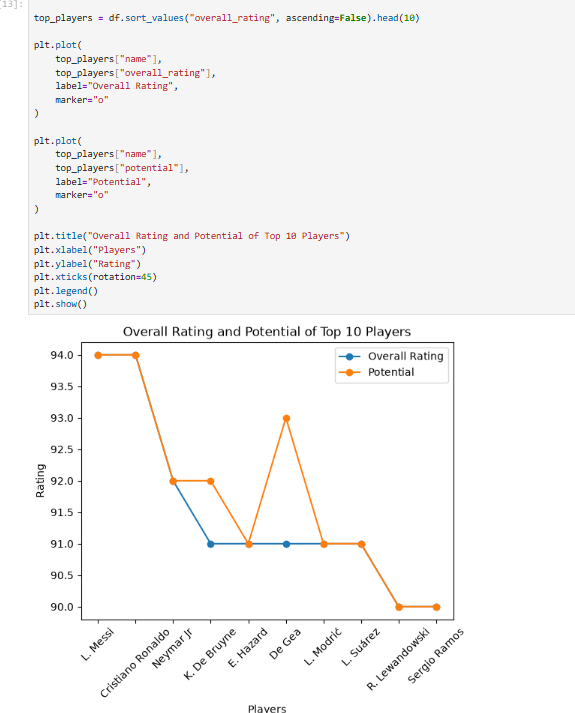 [13]:
top_players = df.sort_values("overall_rating", ascending=False).head(10)
plt.plot(
    top_players["name"],
    top_players["overall_rating"],
    label="Overall Rating",
    marker="o"
)
plt.plot(
    top_players["name"],
    top_players["potential"],
    label="Potential",
    marker="o"
)
plt.title("Overall Rating and Potential of Top 10 Players")
plt.xlabel("Players")
plt.ylabel("Rating")
plt.xticks(rotation=45)
plt.legend()
plt.show()
Overall Rating and Potential of Top 10 Players
Overall Rating
Potential
94.0
93.5
93.0
92.5
92.0
91.5
91.0
90.5
90.0
Rating
L. Messi
Cristiano Ronaldo
Neymar Jr
K. De Bruyne
E. Hazard
De Gea
L. Modrić
L. Suárez
R. Lewandowski
Sergio Ramos
Players